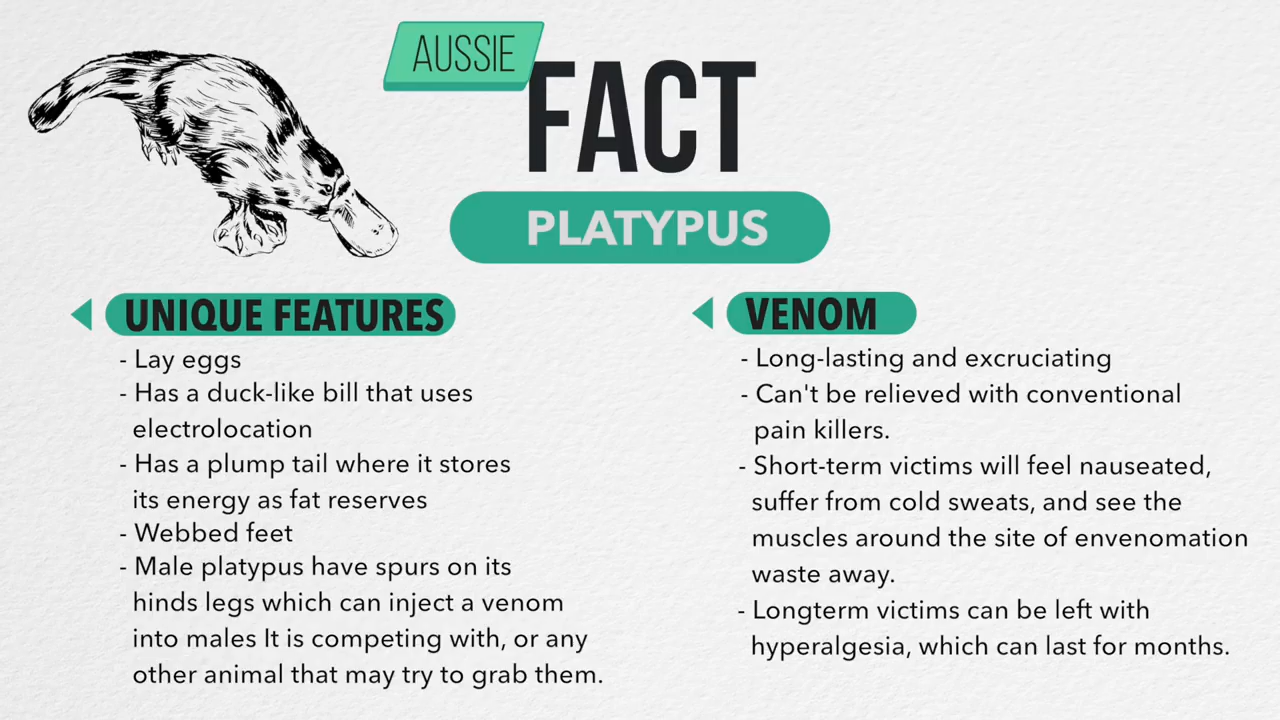 AUSSIE
FACT
PLATYPUS
UNIQUE FEATURES
- Lay eggs
- Has a duck-like bill that uses
electrolocation
- Has a plump tail where it stores
its energy as fat reserves
- Webbed feet
- Male platypus have spurs on its
hinds legs which can inject a venom
into males It is competing with, or any
other animal that may try to grab them.
VENOM
- Long-lasting and excruciating
- Can't be relieved with conventional
pain killers.
- Short-term victims will feel nauseated,
suffer from cold sweats, and see the
muscles around the site of envenomation
waste away.
- Longterm victims can be left with
hyperalgesia, which can last for months.